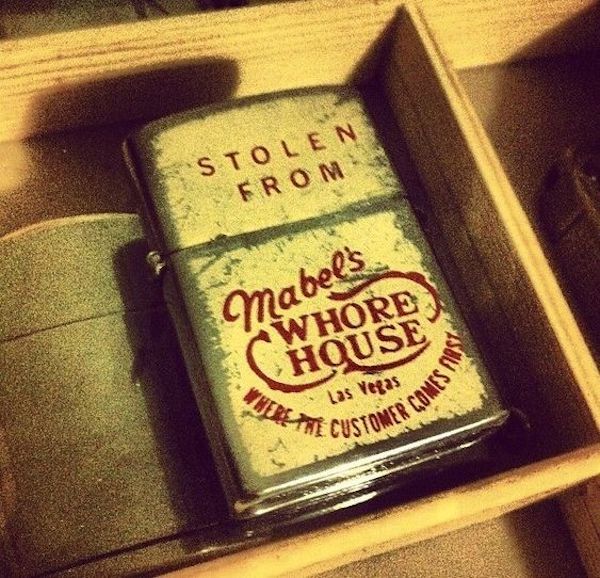 STOLEN
FROM
Mabel's
WHORE
HOUSE
Las Vegas
WHERE THE CUSTOMER COMES FIRST